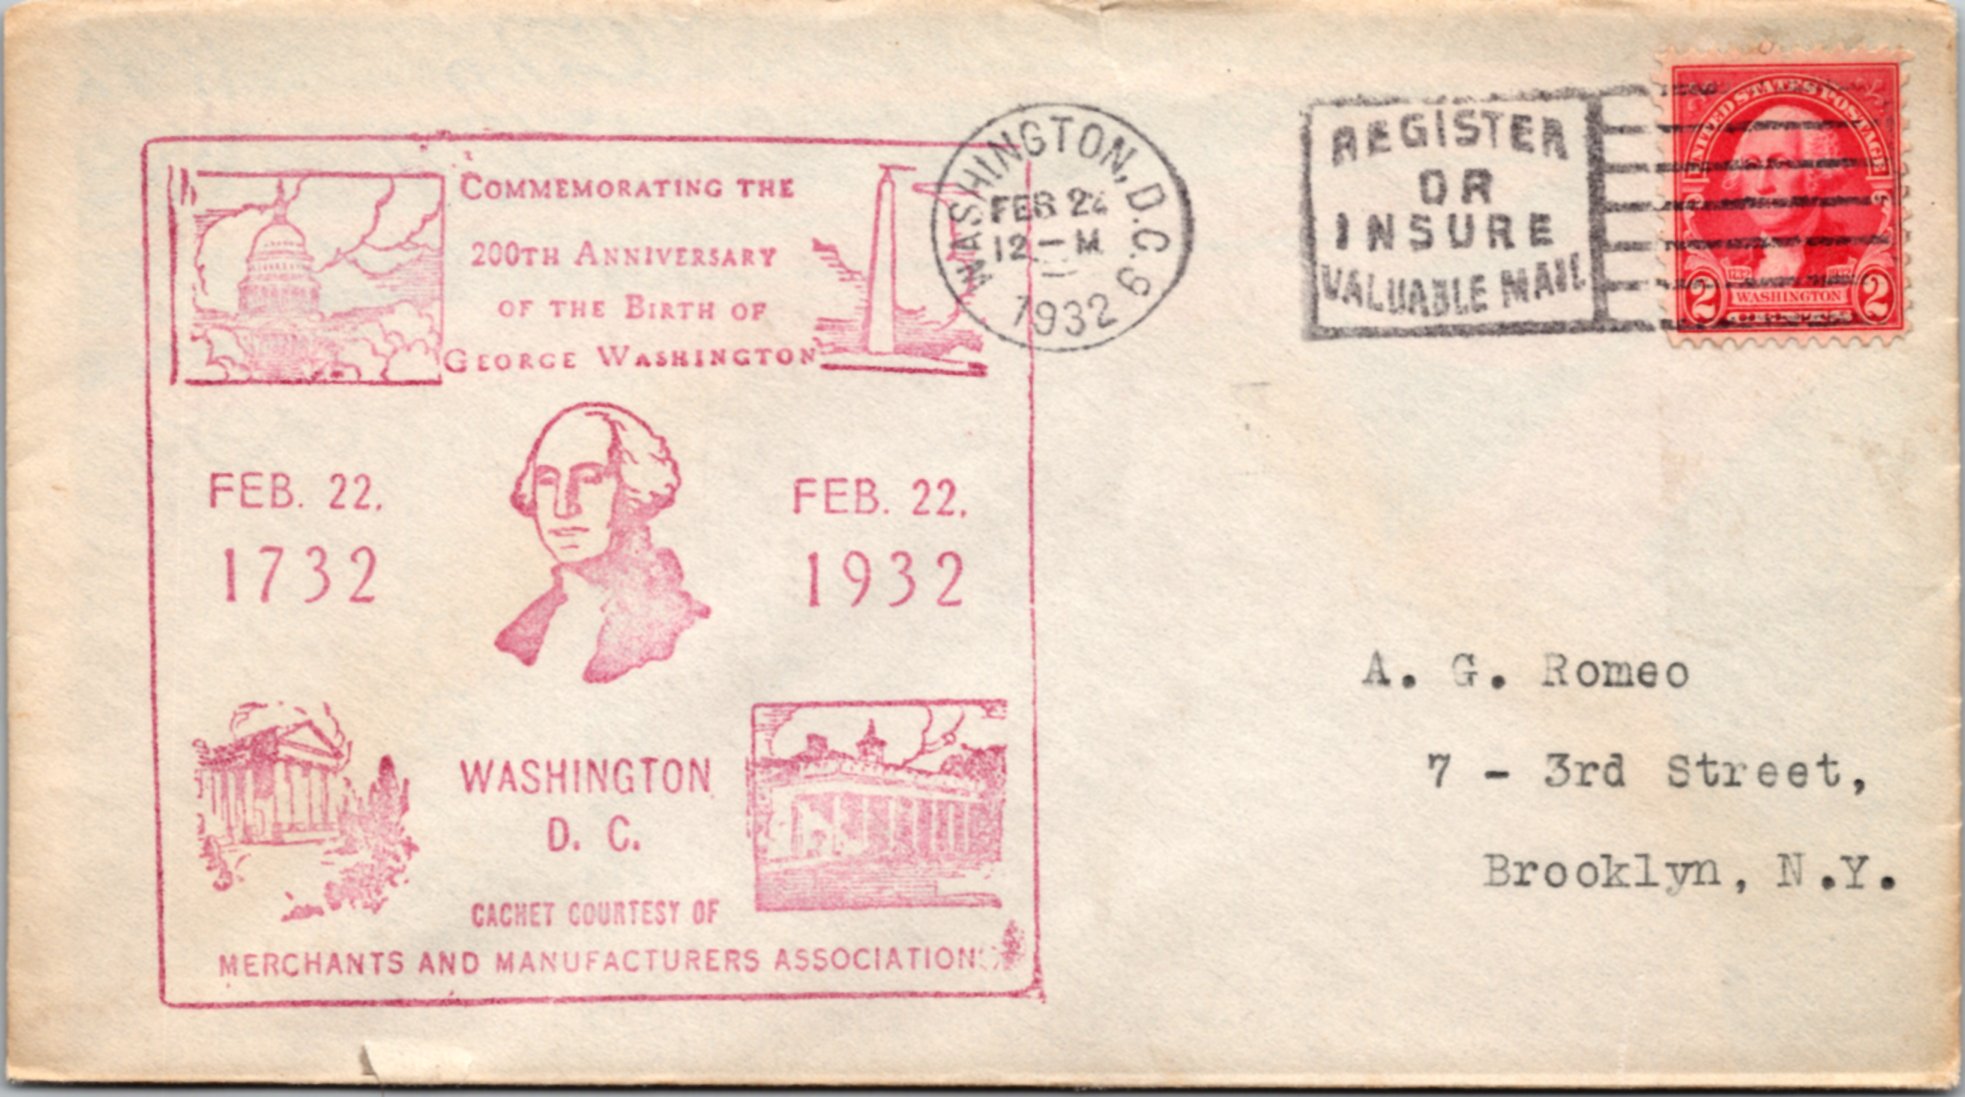 COMMEMORATING THE
200TH ANNIVERSARY
OF THE BIRTH OF
GEORGE WASHINGTON
FEB. 22,
1732
FEB. 22,
1932
WASHINGTON
D. C.
CACHET COURTESY OF
MERCHANTS AND MANUFACTURERS ASSOCIATION
WASHINGTON, D.C. 9
FEB 22
12 — M
1932
REGISTER
OR
INSURE
VALUABLE MAIL
UNITED STATES POSTAGE
2 WASHINGTON 2
A. G. Romeo
7 - 3rd Street,
Brooklyn, N.Y.